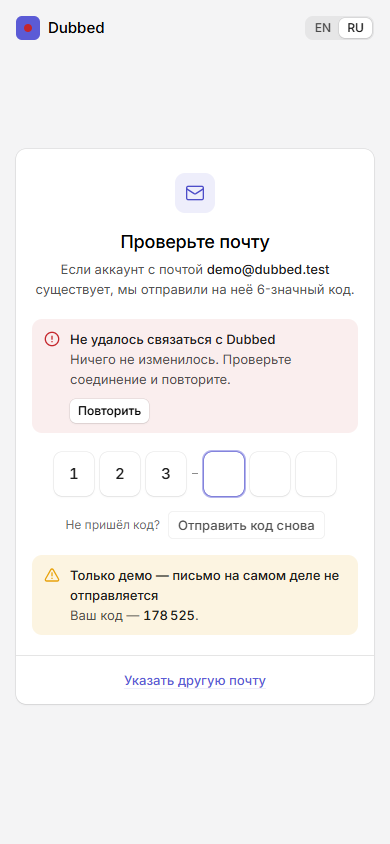 Dubbed
EN RU
Проверьте почту
Если аккаунт с почтой demo@dubbed.test
существует, мы отправили на неё 6-значный код.
Не удалось связаться с Dubbed
Ничего не изменилось. Проверьте
соединение и повторите.
Повторить
1 2 3 –
Не пришёл код? Отправить код снова
Только демо — письмо на самом деле не
отправляется
Ваш код — 178 525.
Указать другую почту